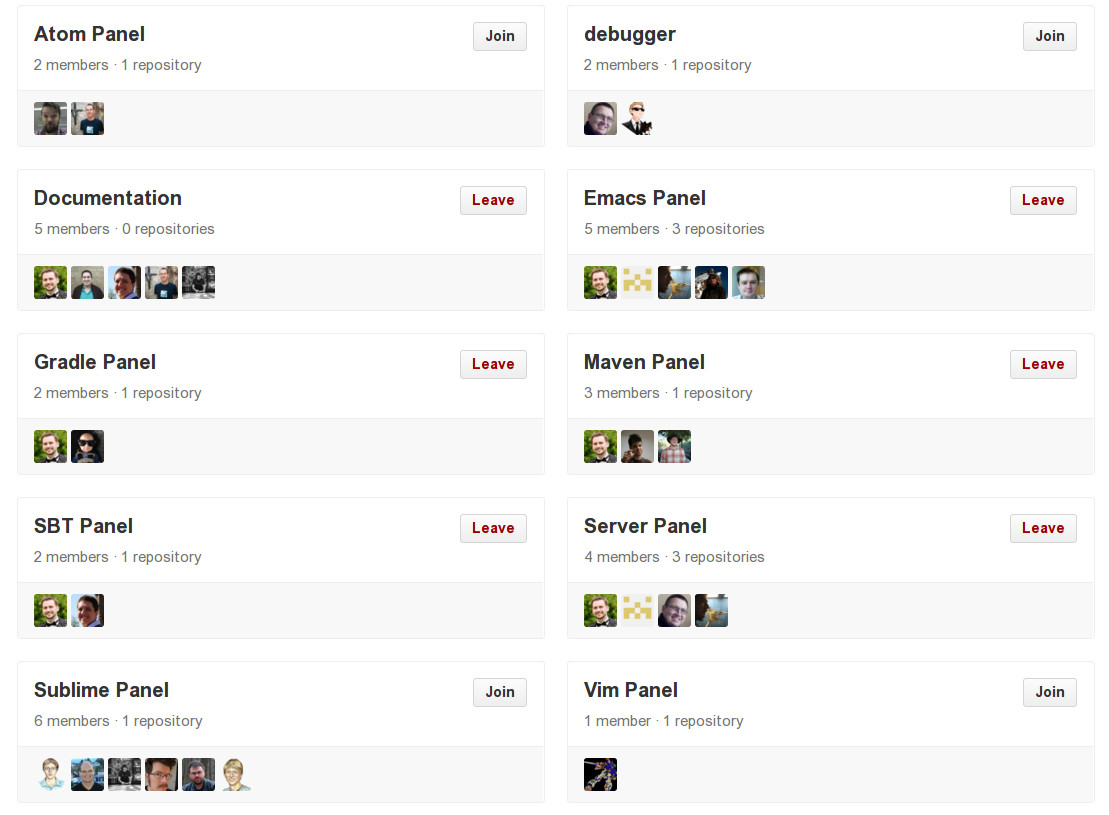 Atom Panel
Join
2 members · 1 repository
debugger
Join
2 members · 1 repository
Documentation
Leave
5 members · 0 repositories
Emacs Panel
Leave
5 members · 3 repositories
Gradle Panel
Leave
2 members · 1 repository
Maven Panel
Leave
3 members · 1 repository
SBT Panel
Leave
2 members · 1 repository
Server Panel
Leave
4 members · 3 repositories
Sublime Panel
Join
6 members · 1 repository
Vim Panel
Join
1 member · 1 repository